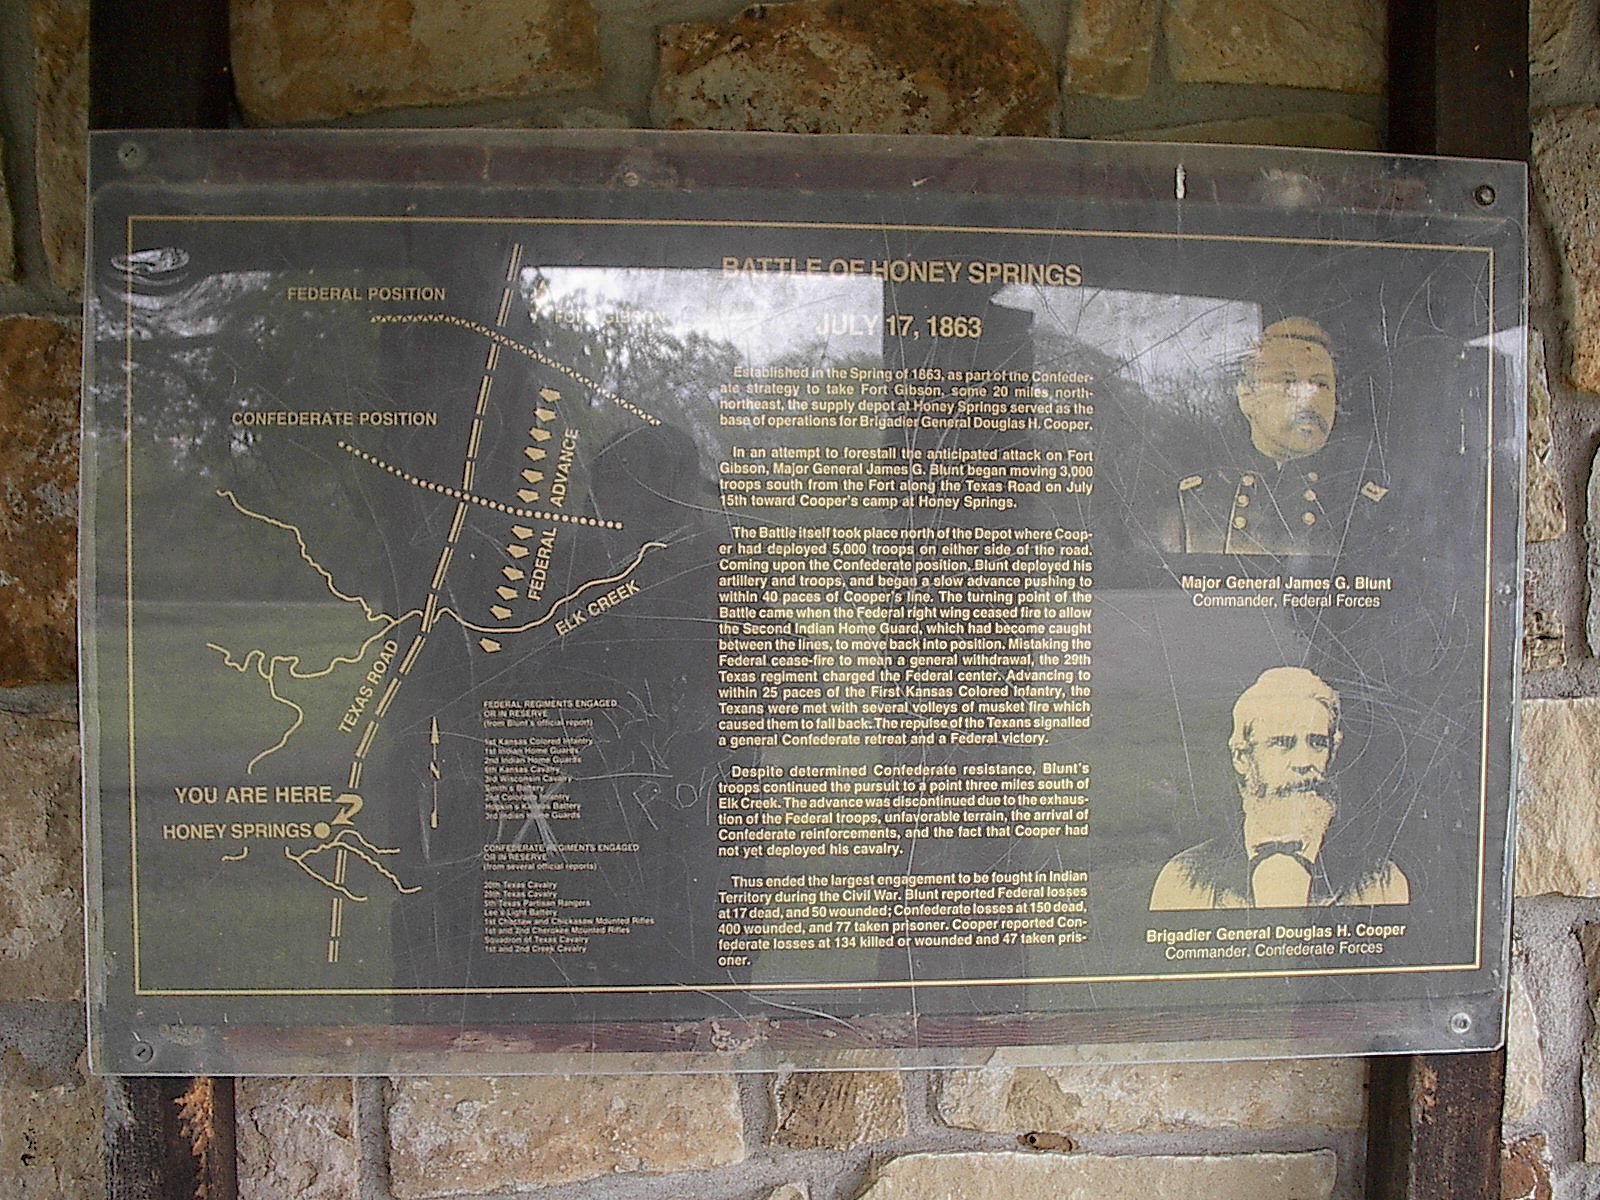 FEDERAL POSITION
FORT GIBSON
CONFEDERATE POSITION
FEDERAL ADVANCE
ELK CREEK
TEXAS ROAD
YOU ARE HERE
HONEY SPRINGS
N
FEDERAL REGIMENTS ENGAGED
OR IN RESERVE
(from Blunt's official report)
1st Kansas Colored Infantry
1st Indian Home Guards
2nd Indian Home Guards
6th Kansas Cavalry
3rd Wisconsin Cavalry
Smith's Battery
2nd Colorado Infantry
Hopkin's Kansas Battery
3rd Indian Home Guards
CONFEDERATE REGIMENTS ENGAGED
OR IN RESERVE
(from several official reports)
20th Texas Cavalry
29th Texas Cavalry
5th Texas Partisan Rangers
Lee's Light Battery
1st Choctaw and Chickasaw Mounted Rifles
1st and 2nd Cherokee Mounted Rifles
Squadron of Texas Cavalry
1st and 2nd Creek Cavalry
BATTLE OF HONEY SPRINGS
JULY 17, 1863
Established in the Spring of 1863, as part of the Confeder-
ate strategy to take Fort Gibson, some 20 miles north-
northeast, the supply depot at Honey Springs served as the
base of operations for Brigadier General Douglas H. Cooper.
In an attempt to forestall the anticipated attack on Fort
Gibson, Major General James G. Blunt began moving 3,000
troops south from the Fort along the Texas Road on July
15th toward Cooper's camp at Honey Springs.
The Battle itself took place north of the Depot where Coop-
er had deployed 5,000 troops on either side of the road.
Coming upon the Confederate position, Blunt deployed his
artillery and troops, and began a slow advance pushing to
within 40 paces of Cooper's line. The turning point of the
Battle came when the Federal right wing ceased fire to allow
the Second Indian Home Guard, which had become caught
between the lines, to move back into position. Mistaking the
Federal cease-fire to mean a general withdrawal, the 29th
Texas regiment charged the Federal center. Advancing to
within 25 paces of the First Kansas Colored Infantry, the
Texans were met with several volleys of musket fire which
caused them to fall back. The repulse of the Texans signalled
a general Confederate retreat and a Federal victory.
Despite determined Confederate resistance, Blunt's
troops continued the pursuit to a point three miles south of
Elk Creek. The advance was discontinued due to the exhaus-
tion of the Federal troops, unfavorable terrain, the arrival of
Confederate reinforcements, and the fact that Cooper had
not yet deployed his cavalry.
Thus ended the largest engagement to be fought in Indian
Territory during the Civil War. Blunt reported Federal losses
at 17 dead, and 50 wounded; Confederate losses at 150 dead,
400 wounded, and 77 taken prisoner. Cooper reported Con-
federate losses at 134 killed or wounded and 47 taken pris-
oner.
Major General James G. Blunt
Commander, Federal Forces
Brigadier General Douglas H. Cooper
Commander, Confederate Forces